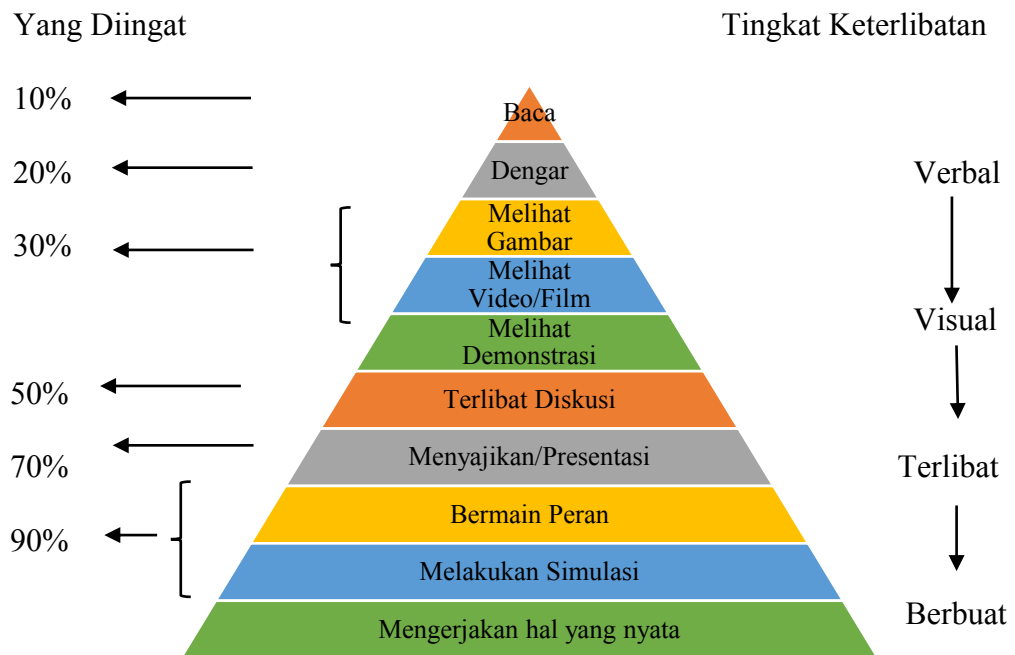 Yang Diingat
Tingkat Keterlibatan
10%
Baca
20%
Dengar
Verbal
30%
Melihat
Gambar
Melihat
Video/Film
Visual
Melihat
Demonstrasi
50%
Terlibat Diskusi
70%
Menyajikan/Presentasi
Terlibat
Bermain Peran
90%
Melakukan Simulasi
Berbuat
Mengerjakan hal yang nyata